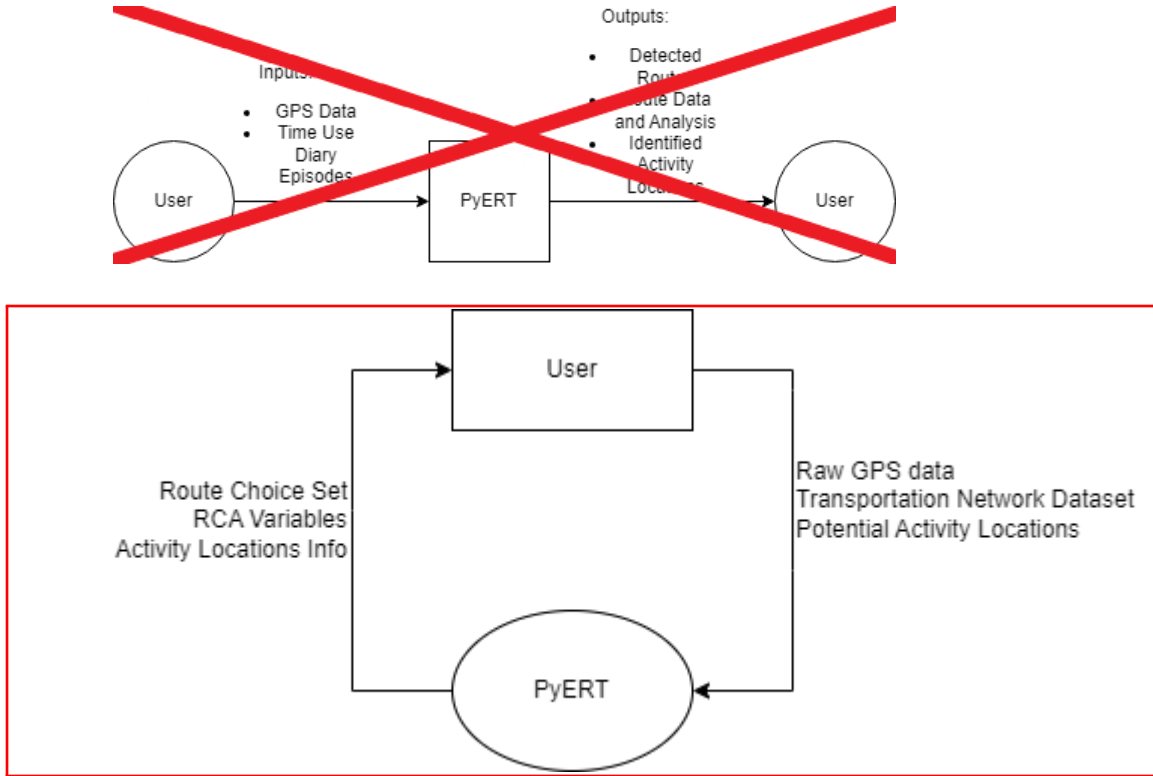 Outputs:
Detected
Inputs:
GPS Data
and Analysis
Time Use
Identified
Diary
Activity
Episodes
User
PyERT
User
User
Raw GPS data
Route Choice Set
Transportation Network Dataset
RCA Variables
Potential Activity Locations
Activity Locations Info
PyERT